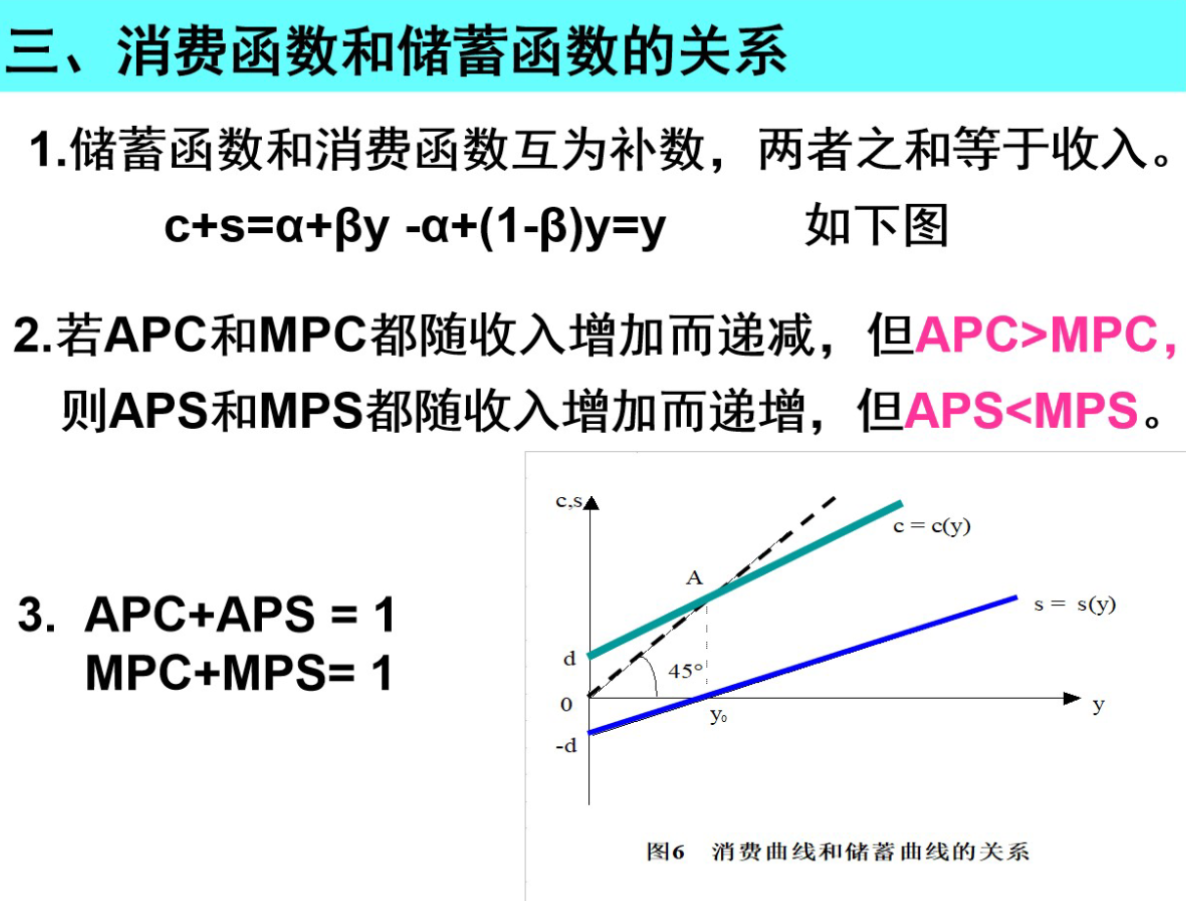 三、消费函数和储蓄函数的关系
1.储蓄函数和消费函数互为补数，两者之和等于收入。
c+s=α+βy -α+(1-β)y=y 如下图
2.若APC和MPC都随收入增加而递减，但APC>MPC，
则APS和MPS都随收入增加而递增，但APS<MPS。
3. APC+APS = 1
MPC+MPS= 1
c,s
c = c(y)
A
s = s(y)
d
45°
0
y₀
y
-d
图6 消费曲线和储蓄曲线的关系